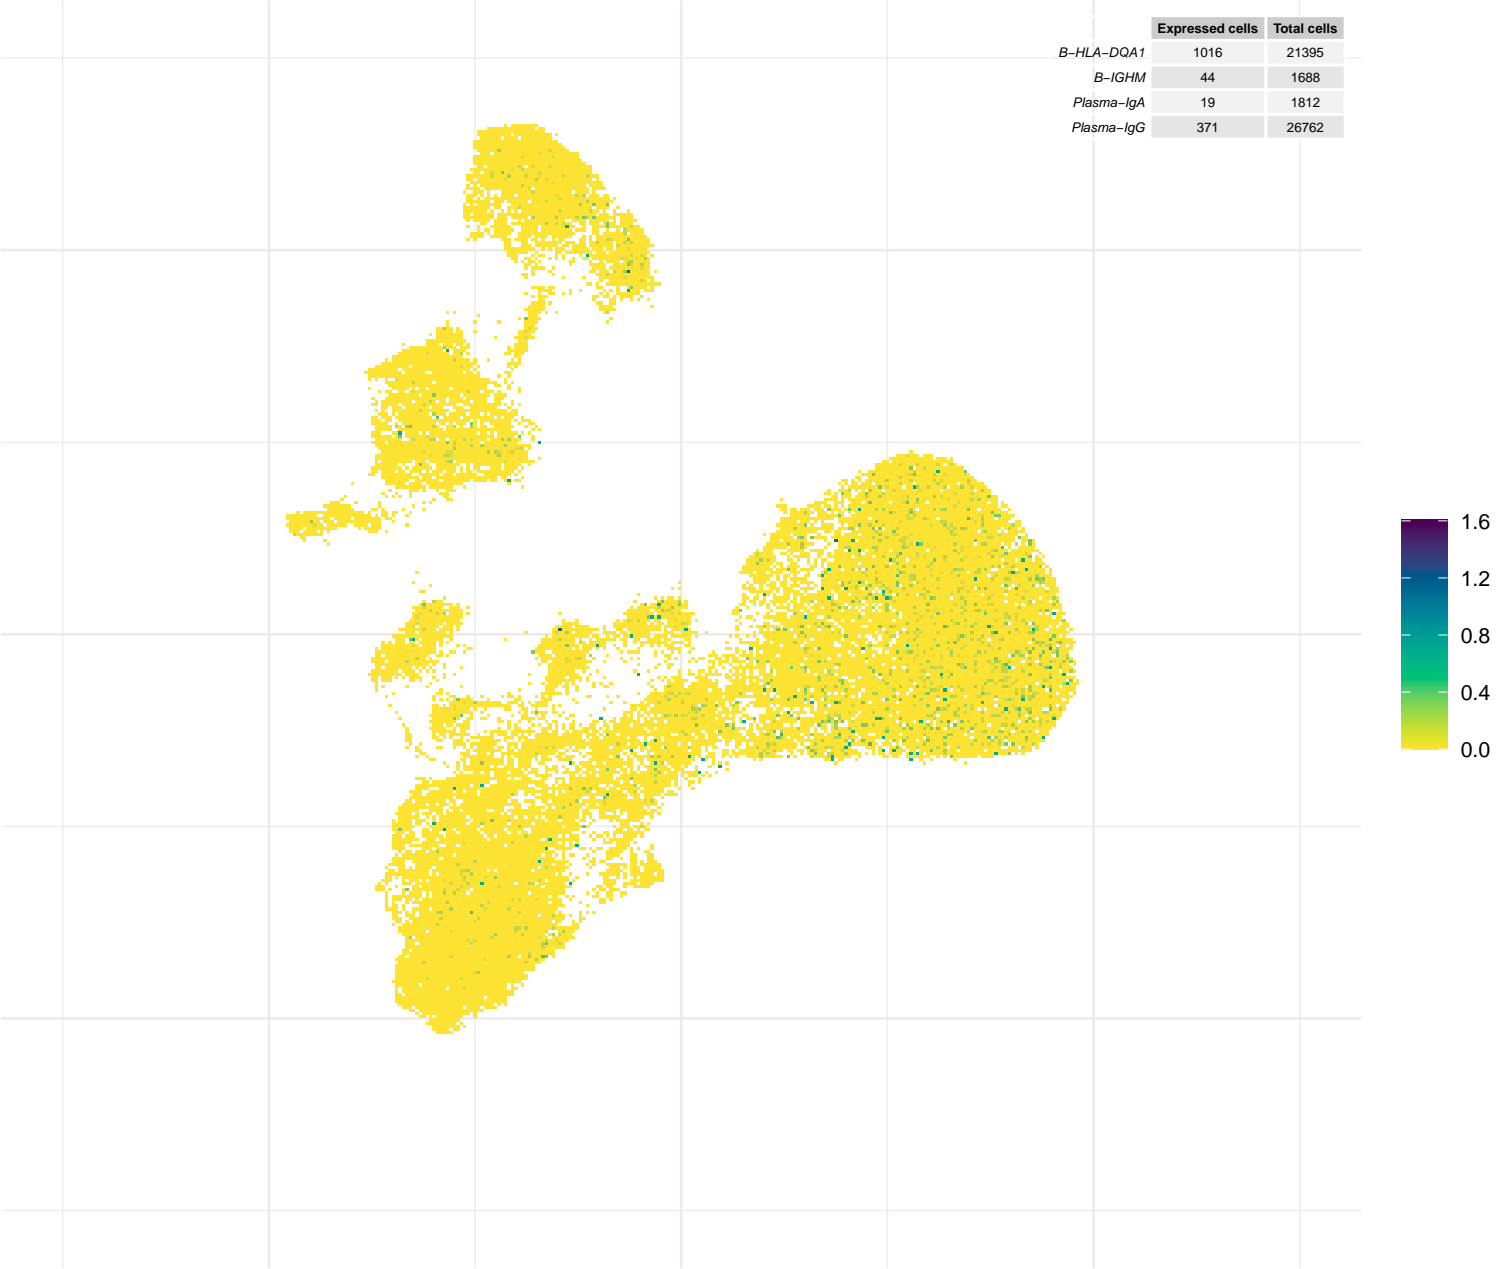 Expressed cells Total cells
B−HLA−DQA1 1016 21395
B−IGHM 44 1688
Plasma−IgA 19 1812
Plasma−IgG 371 26762
1.6
1.2
0.8
0.4
0.0